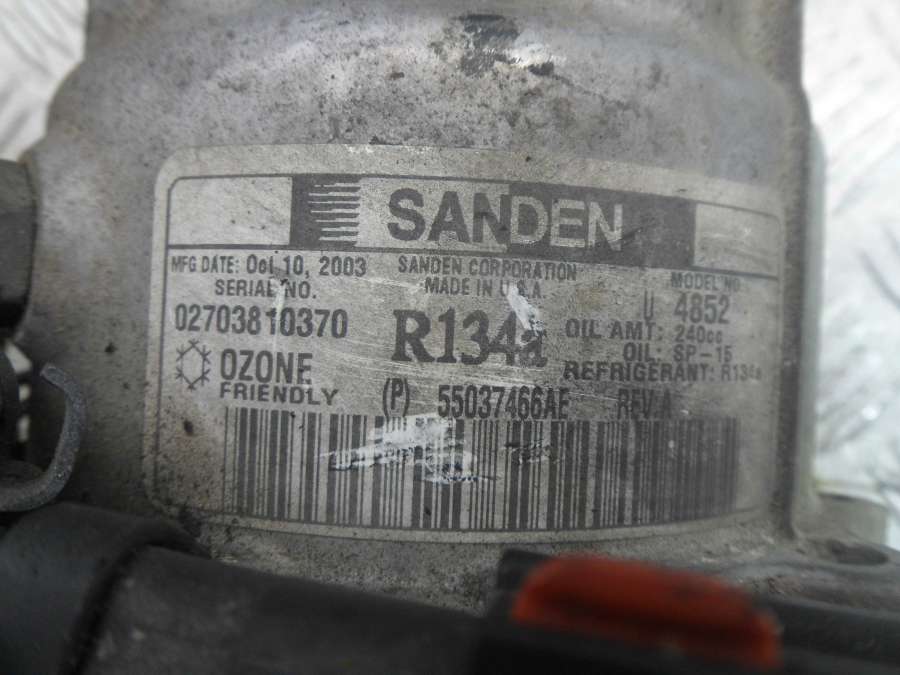 SANDEN
MFG DATE: Oct 10, 2003
SERIAL NO.
02703810370
OZONE
FRIENDLY
SANDEN CORPORATION
MADE IN U.S.A.
R134a
MODEL NO.
U 4852
OIL AMT: 240cc
OIL: SP-15
REFRIGERANT: R134a
(P) 55037466AE REV.A